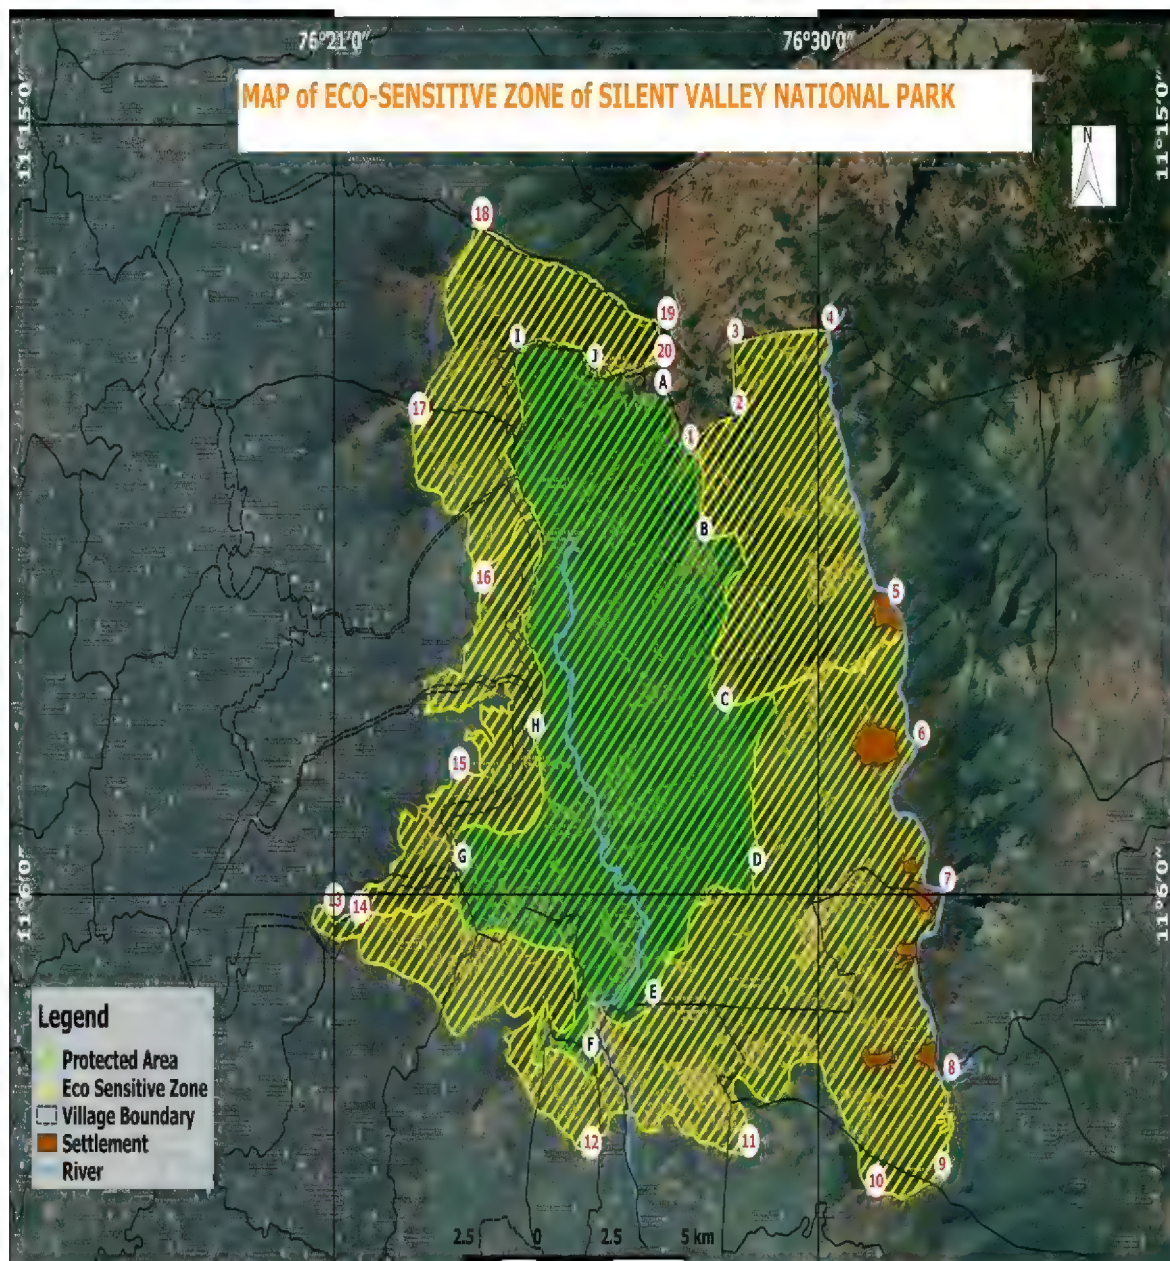 76°21'0" 76°30'0"
MAP of ECO-SENSITIVE ZONE of SILENT VALLEY NATIONAL PARK
11°15'0" 11°15'0"
N
18
19
4
3
I
J
20
A
17
2
1
B
16
5
C
H
6
15
G
D
7
13
14
11°6'0" 11°6'0"
E
F
8
12
11
9
10
Legend
Protected Area
Eco Sensitive Zone
Village Boundary
Settlement
River
2.5 0 2.5 5 km